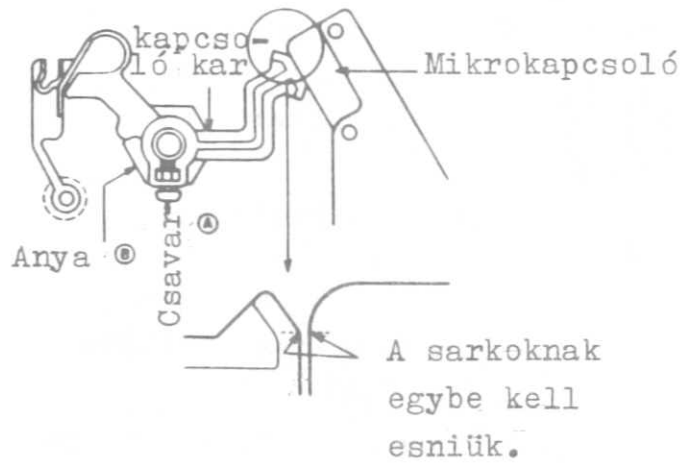 kapcso-
ló kar
Mikrokapcsoló
Anya Ⓑ
Csavar Ⓐ
A sarkoknak
egybe kell
esniük.